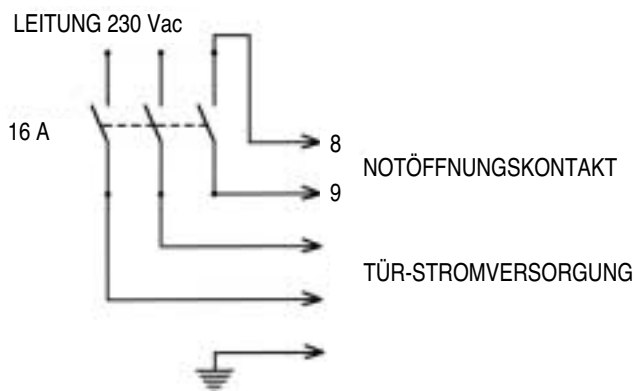 LEITUNG 230 Vac
16 A
8
NOTÖFFNUNGSKONTAKT
9
TÜR-STROMVERSORGUNG